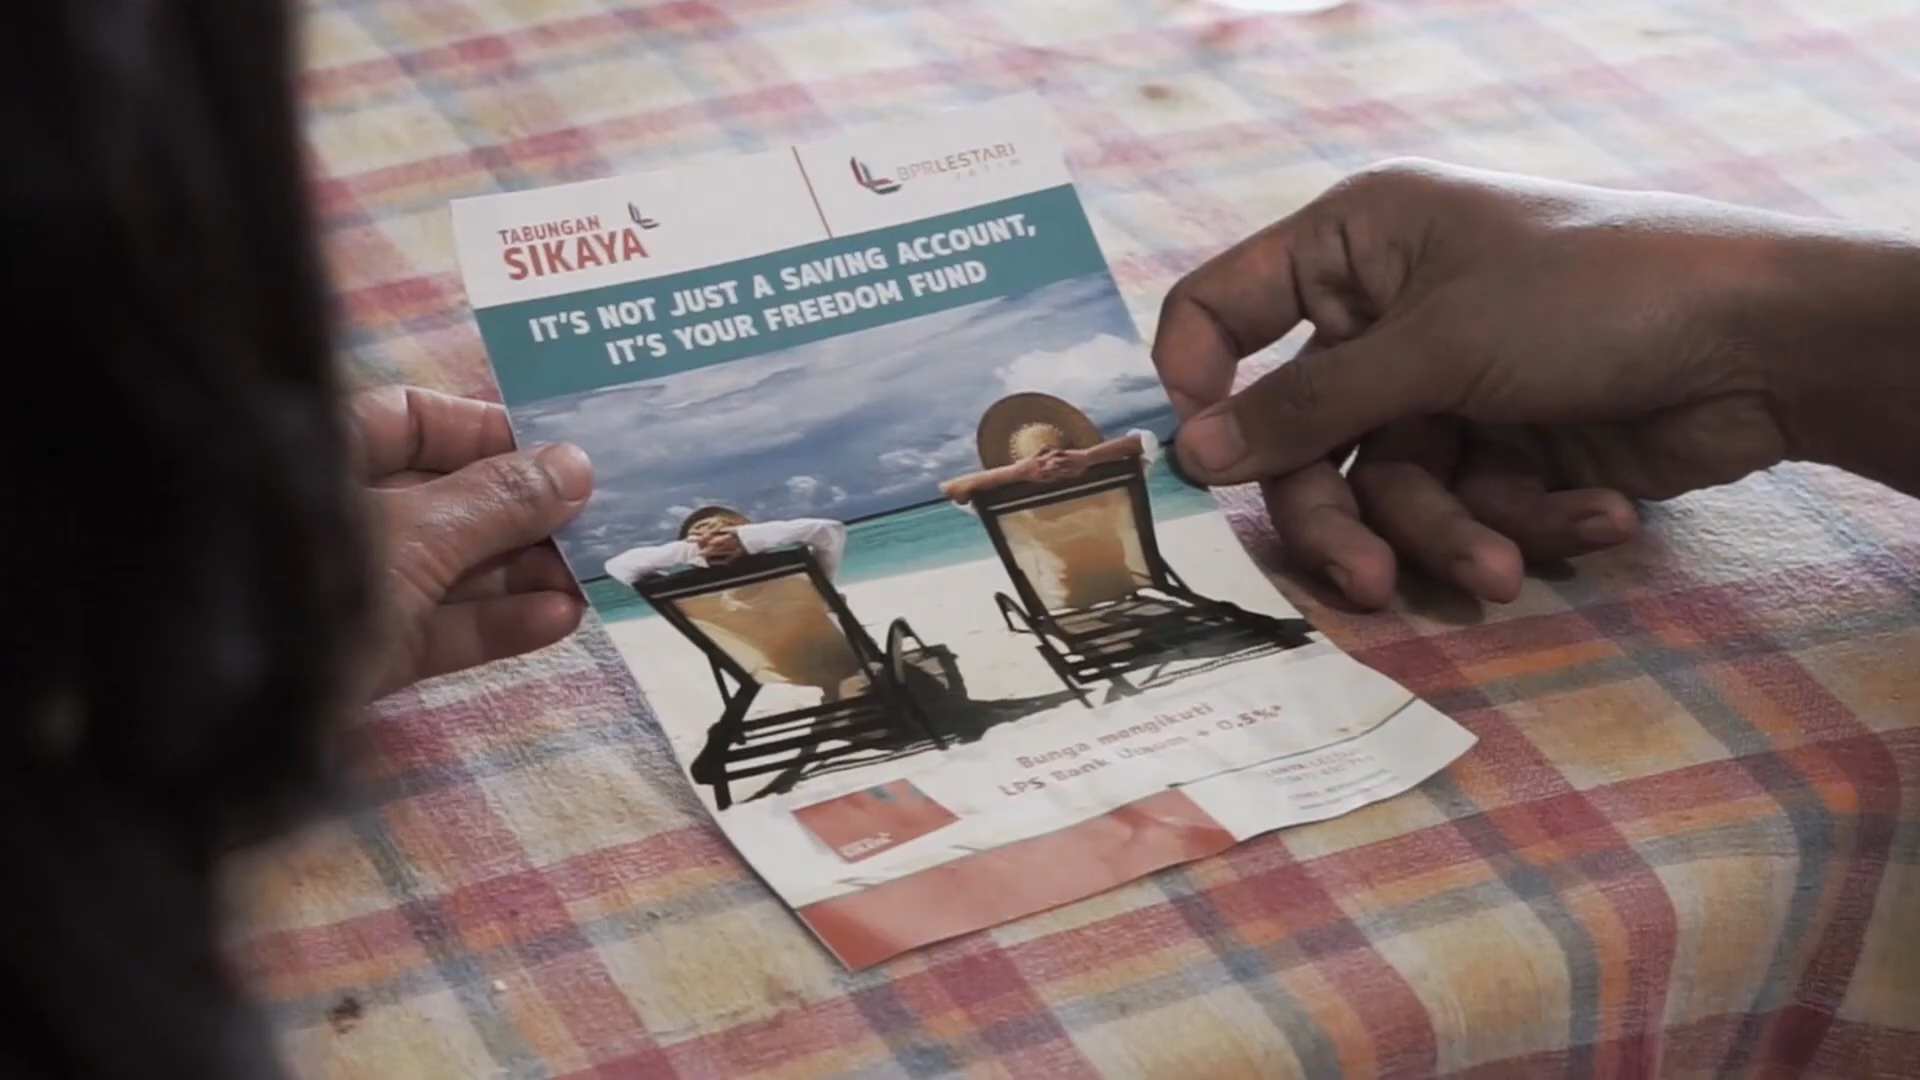 TABUNGAN
SIKAYA
BPRLESTARI
JATIM
IT'S NOT JUST A SAVING ACCOUNT,
IT'S YOUR FREEDOM FUND
Bunga mengikuti
LPS Bank Umum + 0,5%*